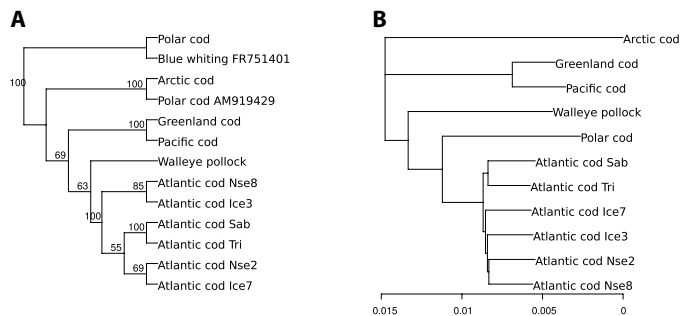 A
Polar cod
Blue whiting FR751401
100
Arctic cod
100
Polar cod AM919429
Greenland cod
100
Pacific cod
69
Walleye pollock
63
Atlantic cod Nse8
85
Atlantic cod Ice3
100
Atlantic cod Sab
100
Atlantic cod Tri
55
Atlantic cod Nse2
69
Atlantic cod Ice7
B
Arctic cod
Greenland cod
Pacific cod
Walleye pollock
Polar cod
Atlantic cod Sab
Atlantic cod Tri
Atlantic cod Ice7
Atlantic cod Ice3
Atlantic cod Nse2
Atlantic cod Nse8
0.015 0.01 0.005 0